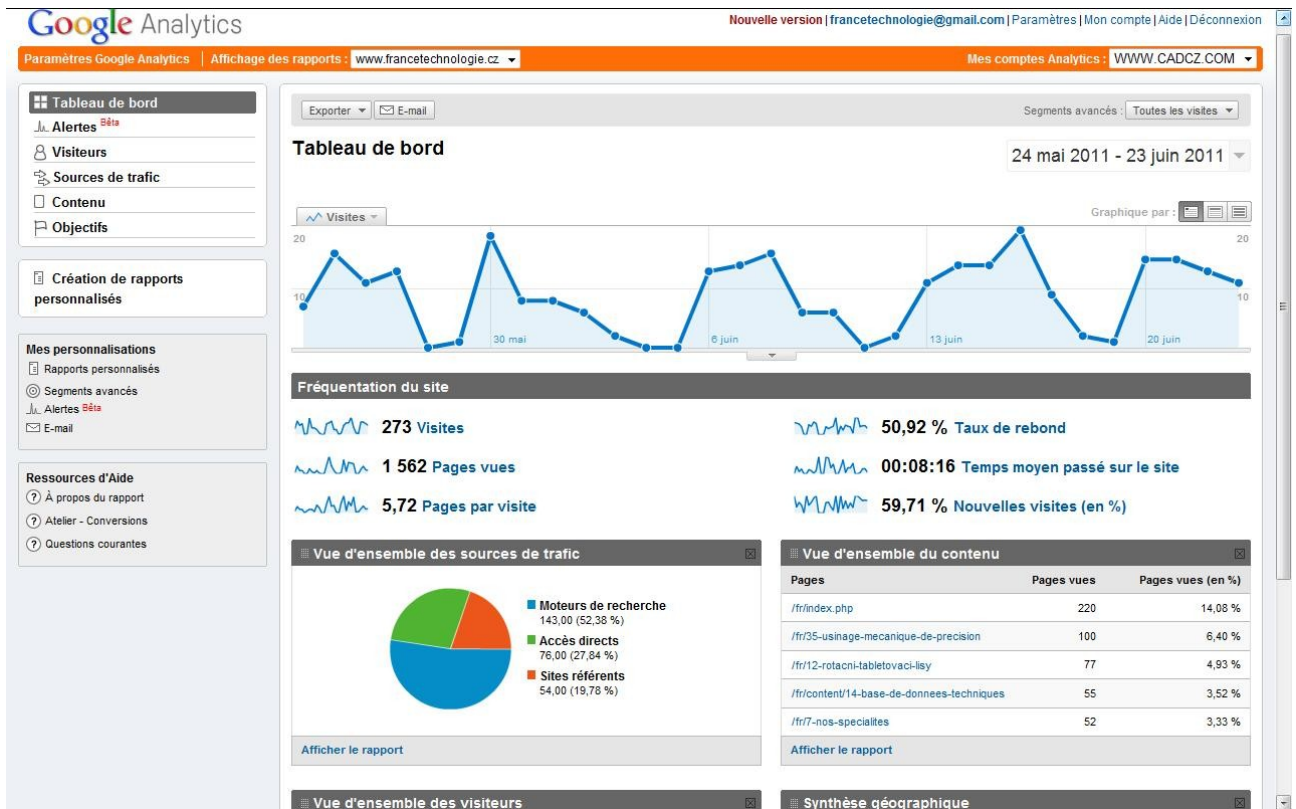 Google Analytics
Nouvelle version | francetechnologie@gmail.com | Paramètres | Mon compte | Aide | Déconnexion
Paramètres Google Analytics | Affichage des rapports : www.francetechnologie.cz
Mes comptes Analytics : WWW.CADCZ.COM
Tableau de bord
Alertes Bêta
Visiteurs
Sources de trafic
Contenu
Objectifs
Création de rapports
personnalisés
Mes personnalisations
Rapports personnalisés
Segments avancés
Alertes Bêta
E-mail
Ressources d'Aide
? À propos du rapport
? Atelier - Conversions
? Questions courantes
Exporter
E-mail
Segments avancés : Toutes les visites
Tableau de bord
24 mai 2011 - 23 juin 2011
Visites
Graphique par :
20
20
10
10
30 mai
6 juin
13 juin
20 juin
Fréquentation du site
273 Visites
1 562 Pages vues
5,72 Pages par visite
50,92 % Taux de rebond
00:08:16 Temps moyen passé sur le site
59,71 % Nouvelles visites (en %)
Vue d'ensemble des sources de trafic
Moteurs de recherche
143,00 (52,38 %)
Accès directs
76,00 (27,84 %)
Sites référents
54,00 (19,78 %)
Afficher le rapport
Vue d'ensemble du contenu
Pages Pages vues Pages vues (en %)
/fr/index.php 220 14,08 %
/fr/35-usinage-mecanique-de-precision 100 6,40 %
/fr/12-rotacni-tabletovaci-lisy 77 4,93 %
/fr/content/14-base-de-donnees-techniques 55 3,52 %
/fr/7-nos-specialites 52 3,33 %
Afficher le rapport
Vue d'ensemble des visiteurs
Synthèse géographique